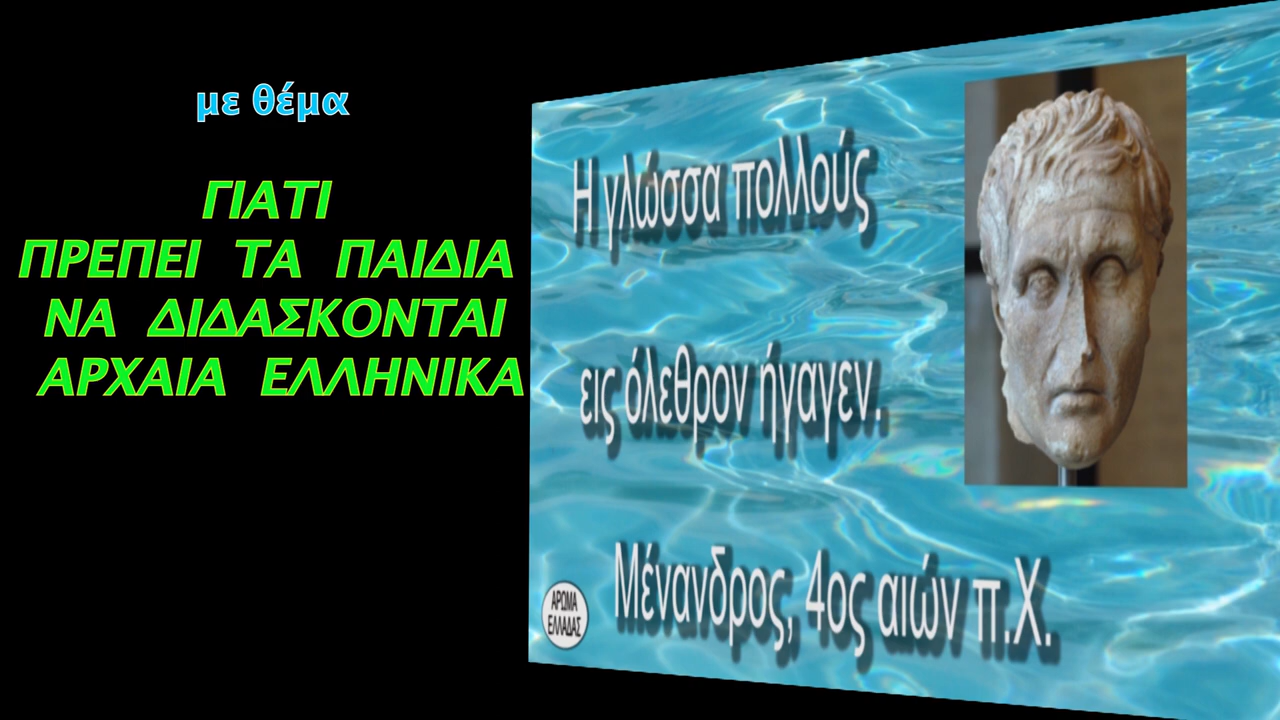 με θέμα
ΓΙΑΤΙ
ΠΡΕΠΕΙ ΤΑ ΠΑΙΔΙΑ
ΝΑ ΔΙΔΑΣΚΟΝΤΑΙ
ΑΡΧΑΙΑ ΕΛΛΗΝΙΚΑ
Η γλώσσα πολλούς
εις όλεθρον ήγαγεν.
Μένανδρος, 4ος αιών π.Χ.
ΑΡΩΜΑ
ΕΛΛΑΔΑΣ